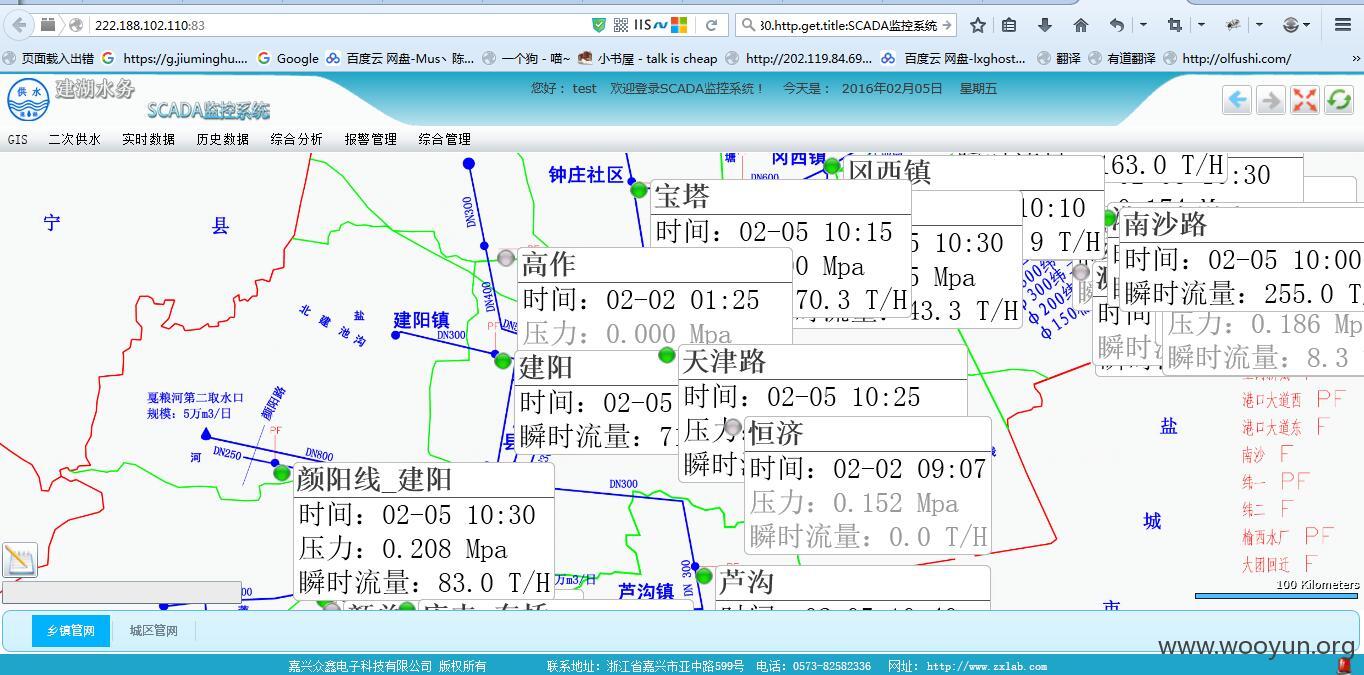 222.188.102.110:83
IIS
30.http.get.title:SCADA监控系统
页面载入出错
https://g.jiuminghu....
Google
百度云 网盘-Mus丶陈...
一个狗 - 喵~
小书屋 - talk is cheap
http://202.119.84.69...
百度云 网盘-lxghost...
翻译
有道翻译
http://olfushi.com/
供水
建湖水务
SCADA监控系统
您好： test 欢迎登录SCADA监控系统！ 今天是： 2016年02月05日 星期五
GIS 二次供水 实时数据 历史数据 综合分析 报警管理 综合管理
宁
县
钟庄社区
冈西镇
塘
DN600
冈西镇
163.0 T/H
宝塔
时间: 02-05 10:15
0 Mpa
70.3 T/H
10:10
9 T/H
5 10:30
5 Mpa
43.3 T/H
南沙路
时间: 02-05 10:00
瞬时流量: 255.0 T
压力: 0.186 Mp
瞬时流量: 8.3
高作
时间: 02-02 01:25
压力: 0.000 Mpa
DN300
DN400
北建池沟
盐
建阳镇
DN300
建阳
时间: 02-05
瞬时流量: 7
天津路
时间: 02-05 10:25
压力
瞬时
恒济
时间: 02-02 09:07
压力: 0.152 Mpa
瞬时流量: 0.0 T/H
戛粮河第二取水口
规模: 5万m3/日
颜阳路
PF
河
DN250
DN800
颜阳线_建阳
时间: 02-05 10:30
压力: 0.208 Mpa
瞬时流量: 83.0 T/H
DN300
DN 300
芦沟镇
芦沟
盐
城
市
港口大道西 PF
港口大道东 F
南沙 F
纬一 PF
纬二 F
榆西水厂 PF
大团回迁 F
100 Kilometers
乡镇管网 城区管网
www.wooyun.org
嘉兴众鑫电子科技有限公司 版权所有 联系地址: 浙江省嘉兴市亚中路599号 电话: 0573-82582336 网址: http://www.zxlab.com